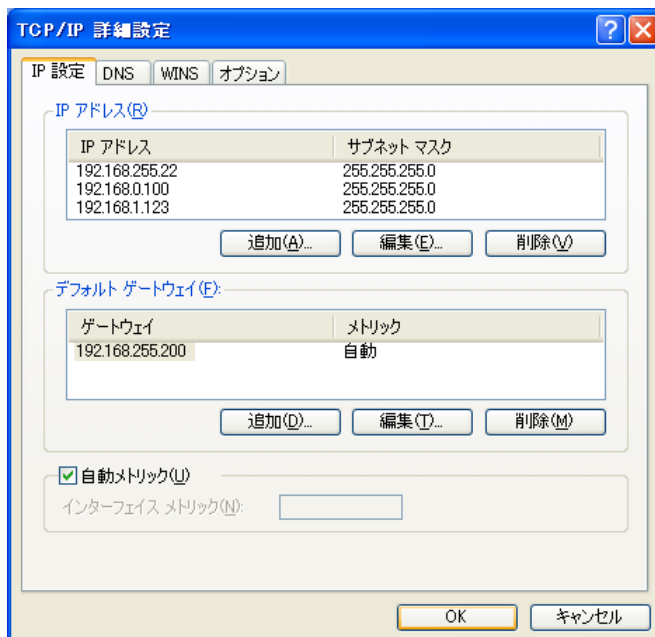 TCP/IP 詳細設定
IP 設定 DNS WINS オプション
IP アドレス(R)
IP アドレス サブネット マスク
192.168.255.22 255.255.255.0
192.168.0.100 255.255.255.0
192.168.1.123 255.255.255.0
追加(A)... 編集(E)... 削除(V)
デフォルト ゲートウェイ(F):
ゲートウェイ メトリック
192.168.255.200 自動
追加(D)... 編集(T)... 削除(M)
自動メトリック(U)
インターフェイス メトリック(N):
OK キャンセル